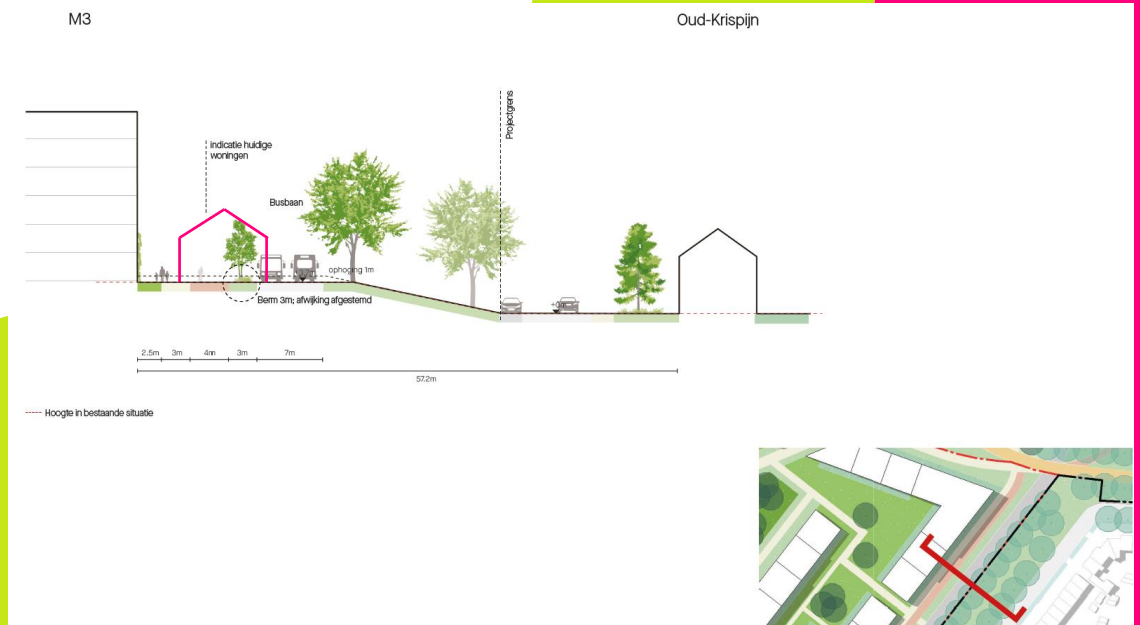 M3
Oud-Krispijn
Projectgrens
indicatie huidige
woningen
Busbaan
ophoging 1m
Berm 3m; afwijking afgestemd
2.5m 3m 4m 3m 7m
57.2m
Hoogte in bestaande situatie